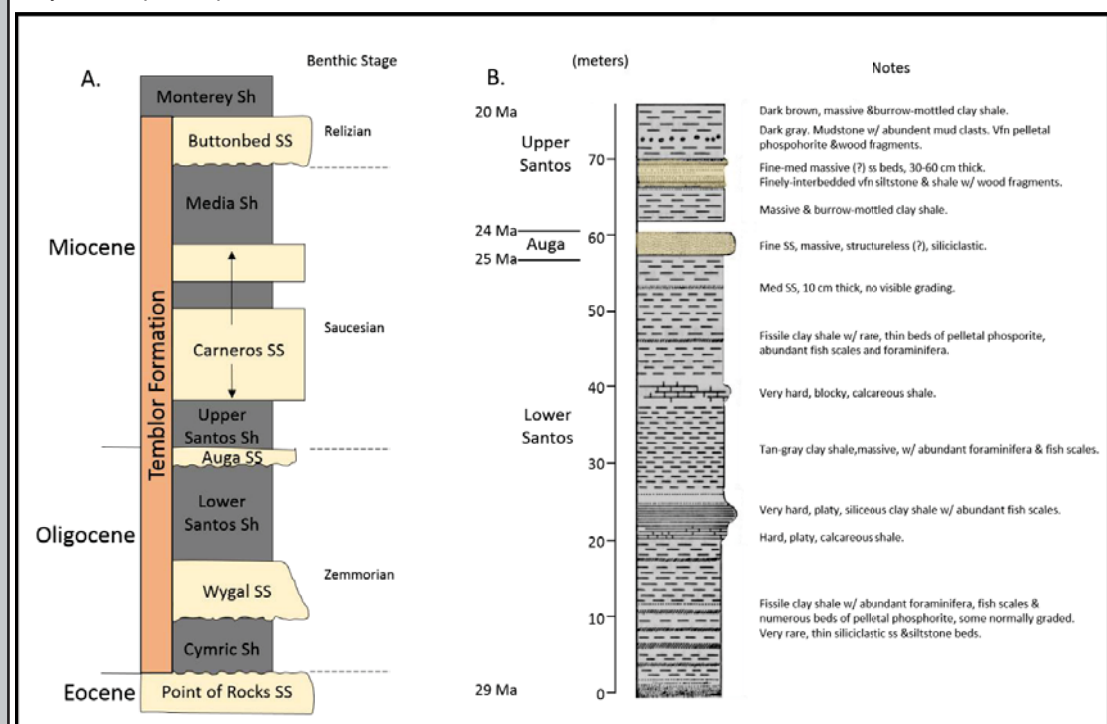 A.
Benthic Stage
Monterey Sh
Buttonbed SS
Relizian
Media Sh
Miocene
Carneros SS
Saucesian
Upper
Santos Sh
Auga SS
Lower
Santos Sh
Oligocene
Wygal SS
Zemmorian
Cymric Sh
Eocene
Point of Rocks SS
Temblor Formation
B.
(meters)
Notes
20 Ma
Upper
Santos
70
24 Ma
60
Auga
25 Ma
50
40
Lower
Santos
30
20
10
29 Ma
0
Dark brown, massive &burrow-mottled clay shale.
Dark gray. Mudstone w/ abundent mud clasts. Vfn pelletal
phospohorite &wood fragments.
Fine-med massive (?) ss beds, 30-60 cm thick.
Finely-interbedded vfn siltstone & shale w/ wood fragments.
Massive & burrow-mottled clay shale.
Fine SS, massive, structureless (?), siliciclastic.
Med SS, 10 cm thick, no visible grading.
Fissile clay shale w/ rare, thin beds of pelletal phosporite,
abundant fish scales and foraminifera.
Very hard, blocky, calcareous shale.
Tan-gray clay shale,massive, w/ abundant foraminifera & fish scales.
Very hard, platy, siliceous clay shale w/ abundant fish scales.
Hard, platy, calcareous shale.
Fissile clay shale w/ abundant foraminifera, fish scales &
numerous beds of pelletal phosphorite, some normally graded.
Very rare, thin siliciclastic ss &siltstone beds.